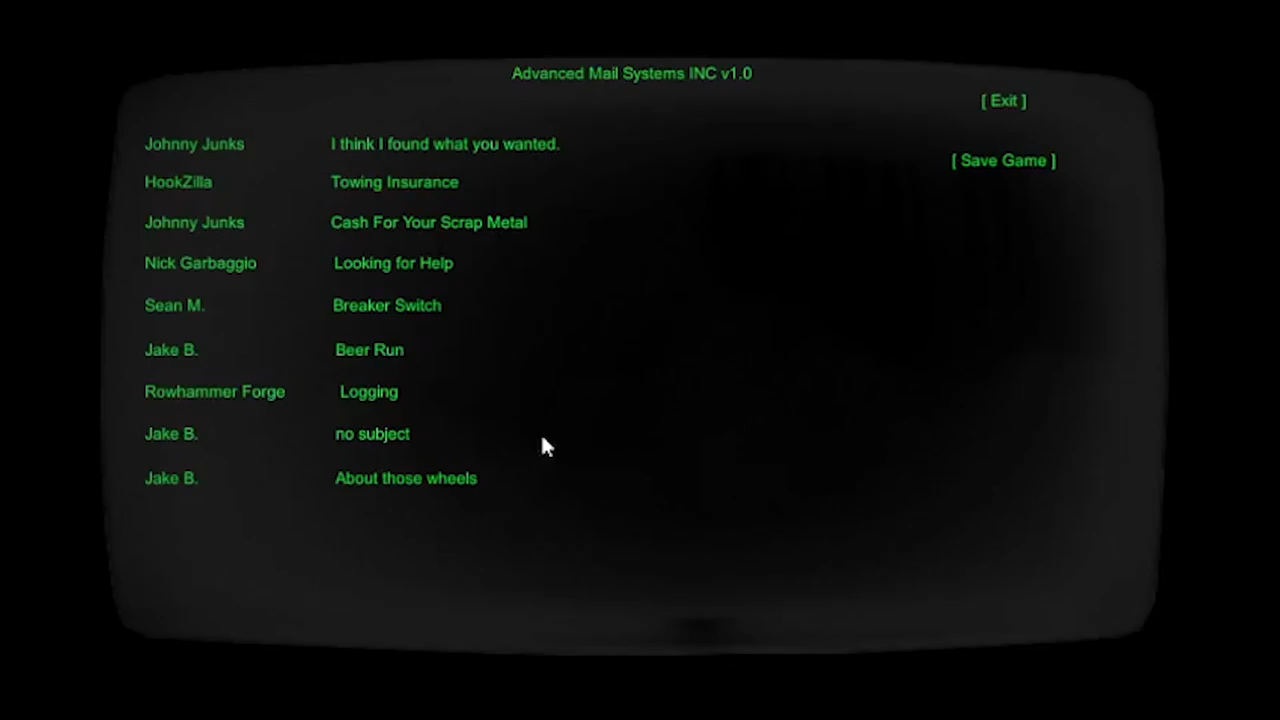 Advanced Mail Systems INC v1.0
[ Exit ]
Johnny Junks I think I found what you wanted.
[ Save Game ]
HookZilla Towing Insurance
Johnny Junks Cash For Your Scrap Metal
Nick Garbaggio Looking for Help
Sean M. Breaker Switch
Jake B. Beer Run
Rowhammer Forge Logging
Jake B. no subject
Jake B. About those wheels